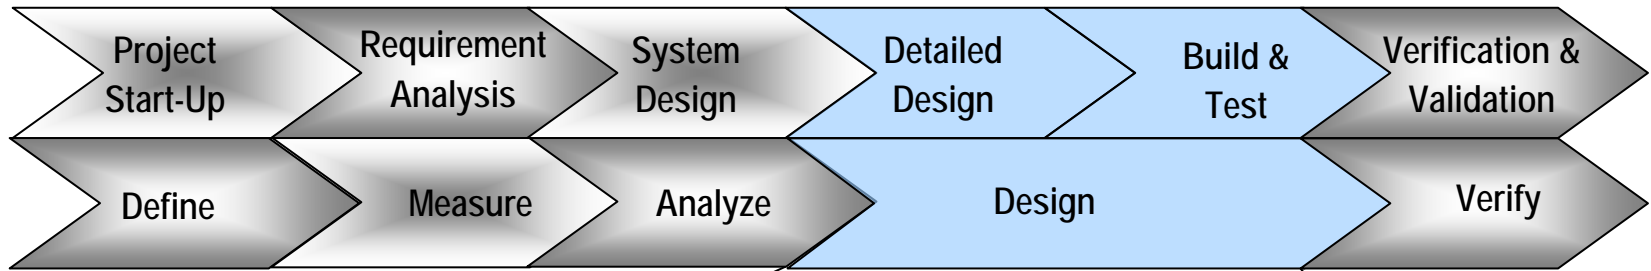 Project
Start-Up
Requirement
Analysis
System
Design
Detailed
Design
Build &
Test
Verification &
Validation
Define
Measure
Analyze
Design
Verify